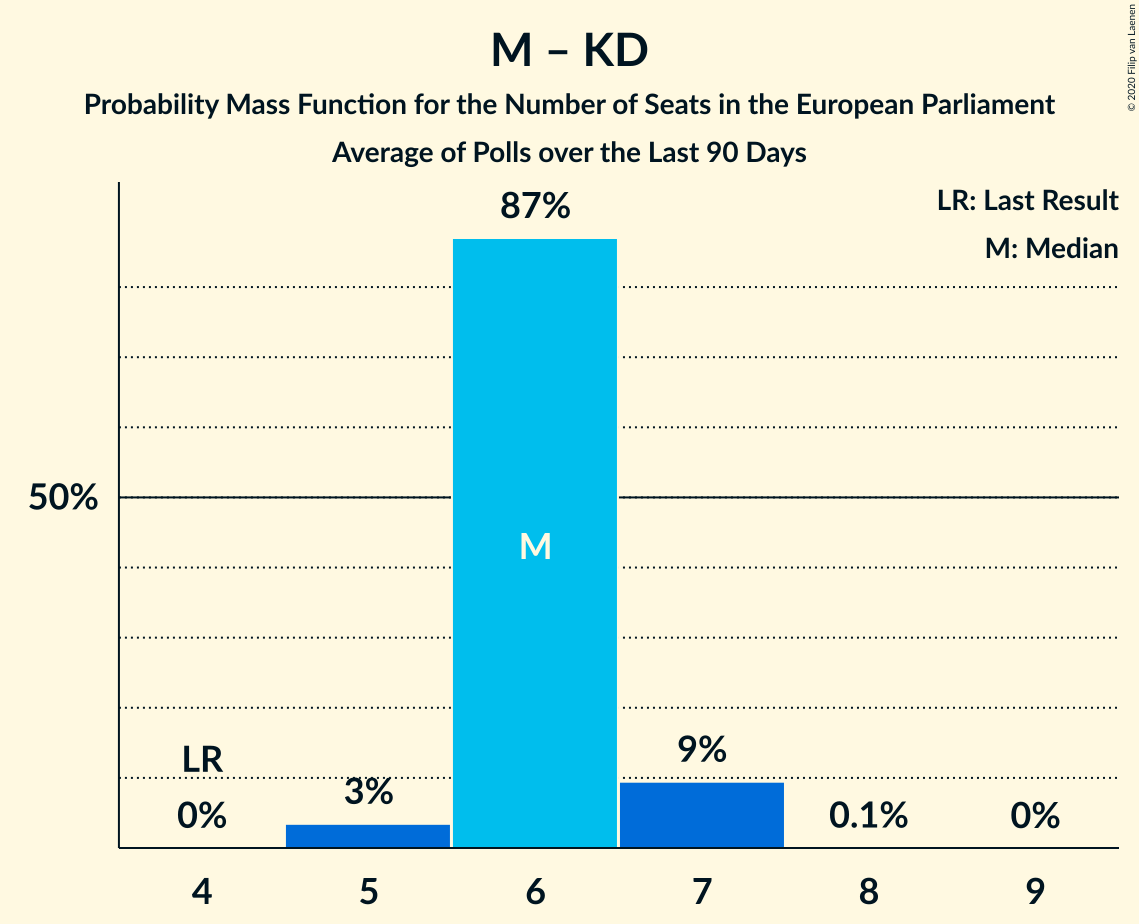 M – KD
Probability Mass Function for the Number of Seats in the European Parliament
Average of Polls over the Last 90 Days
© 2020 Filip van Laenen
LR: Last Result
M: Median
87%
50%
M
LR
0%
3%
9%
0.1%
0%
4 5 6 7 8 9